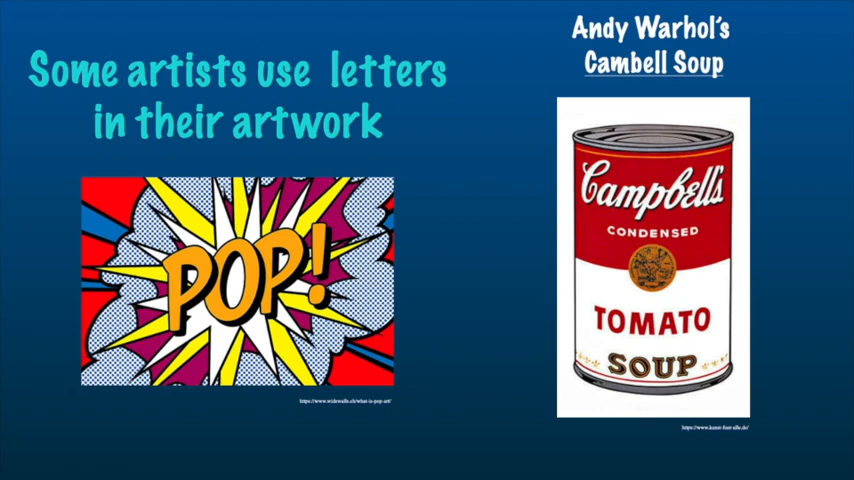 Some artists use letters
in their artwork
POP!
https://www.widewalls.ch/what-is-pop-art/
Andy Warhol's
Cambell Soup
Campbell's
CONDENSED
TOMATO
SOUP
https://www.kunst-fuer-alle.de/